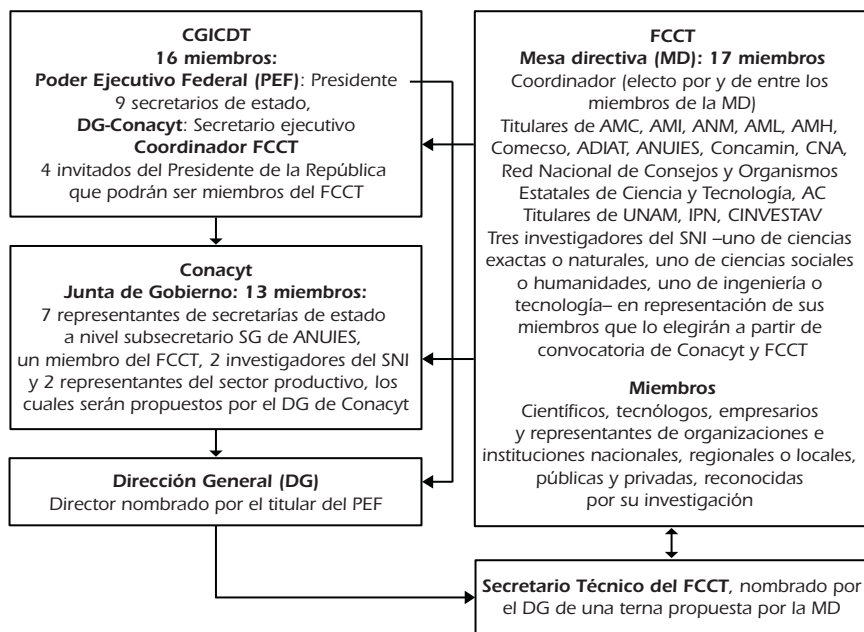 CGICDT
16 miembros:
Poder Ejecutivo Federal (PEF): Presidente
9 secretarios de estado,
DG-Conacyt: Secretario ejecutivo
Coordinador FCCT
4 invitados del Presidente de la República
que podrán ser miembros del FCCT
Conacyt
Junta de Gobierno: 13 miembros:
7 representantes de secretarías de estado
a nivel subsecretario SG de ANUIES,
un miembro del FCCT, 2 investigadores del SNI
y 2 representantes del sector productivo, los
cuales serán propuestos por el DG de Conacyt
Dirección General (DG)
Director nombrado por el titular del PEF
FCCT
Mesa directiva (MD): 17 miembros
Coordinador (electo por y de entre los
miembros de la MD)
Titulares de AMC, AMI, ANM, AML, AMH,
Comecso, ADIAT, ANUIES, Concamin, CNA,
Red Nacional de Consejos y Organismos
Estatales de Ciencia y Tecnología, AC
Titulares de UNAM, IPN, CINVESTAV
Tres investigadores del SNI –uno de ciencias
exactas o naturales, uno de ciencias sociales
o humanidades, uno de ingeniería o
tecnología– en representación de sus
miembros que lo elegirán a partir de
convocatoria de Conacyt y FCCT
Miembros
Científicos, tecnólogos, empresarios
y representantes de organizaciones e
instituciones nacionales, regionales o locales,
públicas y privadas, reconocidas
por su investigación
Secretario Técnico del FCCT, nombrado por
el DG de una terna propuesta por la MD